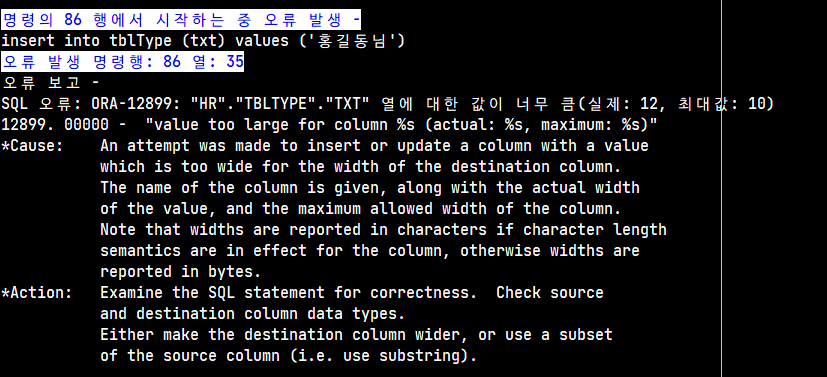 명령의 86 행에서 시작하는 중 오류 발생 -
insert into tblType (txt) values ('홍길동님')
오류 발생 명령행: 86 열: 35
오류 보고 -
SQL 오류: ORA-12899: "HR"."TBLTYPE"."TXT" 열에 대한 값이 너무 큼(실제: 12, 최대값: 10)
12899. 00000 -  "value too large for column %s (actual: %s, maximum: %s)"
*Cause:    An attempt was made to insert or update a column with a value
           which is too wide for the width of the destination column.
           The name of the column is given, along with the actual width
           of the value, and the maximum allowed width of the column.
           Note that widths are reported in characters if character length
           semantics are in effect for the column, otherwise widths are
           reported in bytes.
*Action:   Examine the SQL statement for correctness.  Check source
           and destination column data types.
           Either make the destination column wider, or use a subset
           of the source column (i.e. use substring).